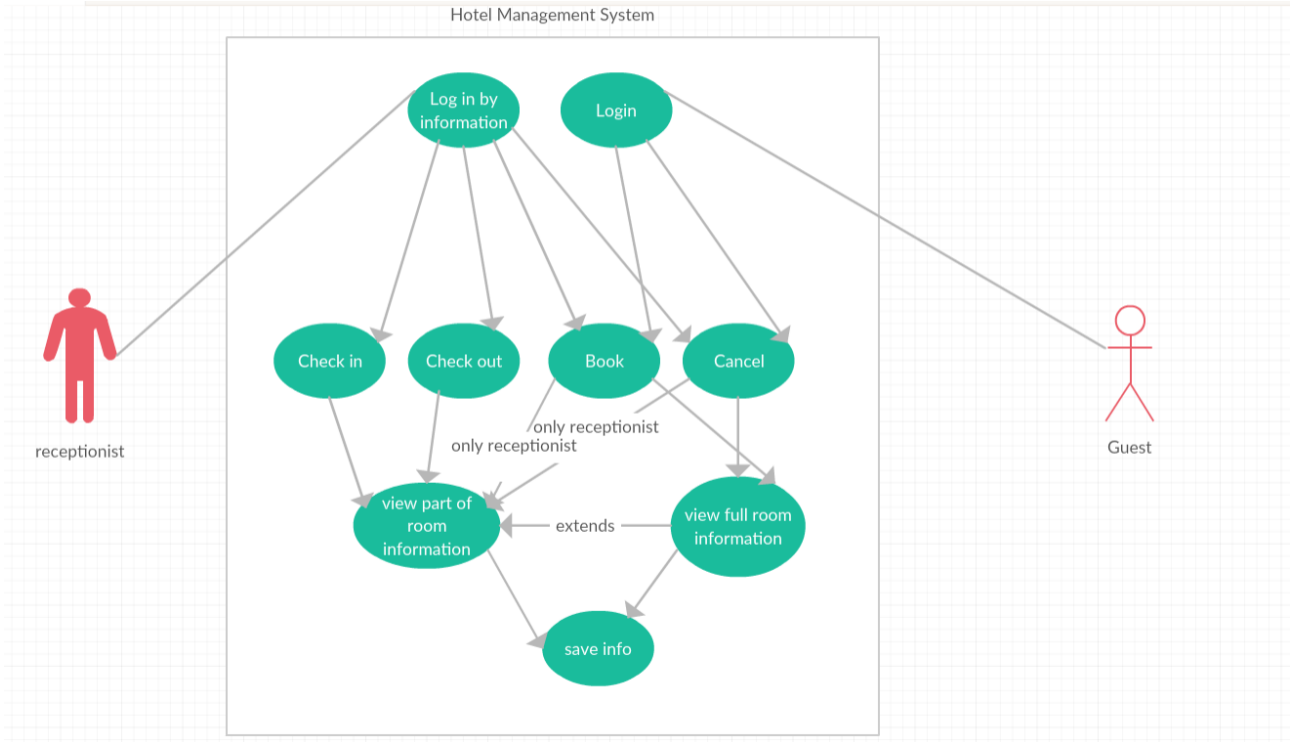 Hotel Management System
Log in by
information
Login
Check in
Check out
Book
Cancel
only receptionist
only receptionist
receptionist
Guest
view part of
room
information
extends
view full room
information
save info